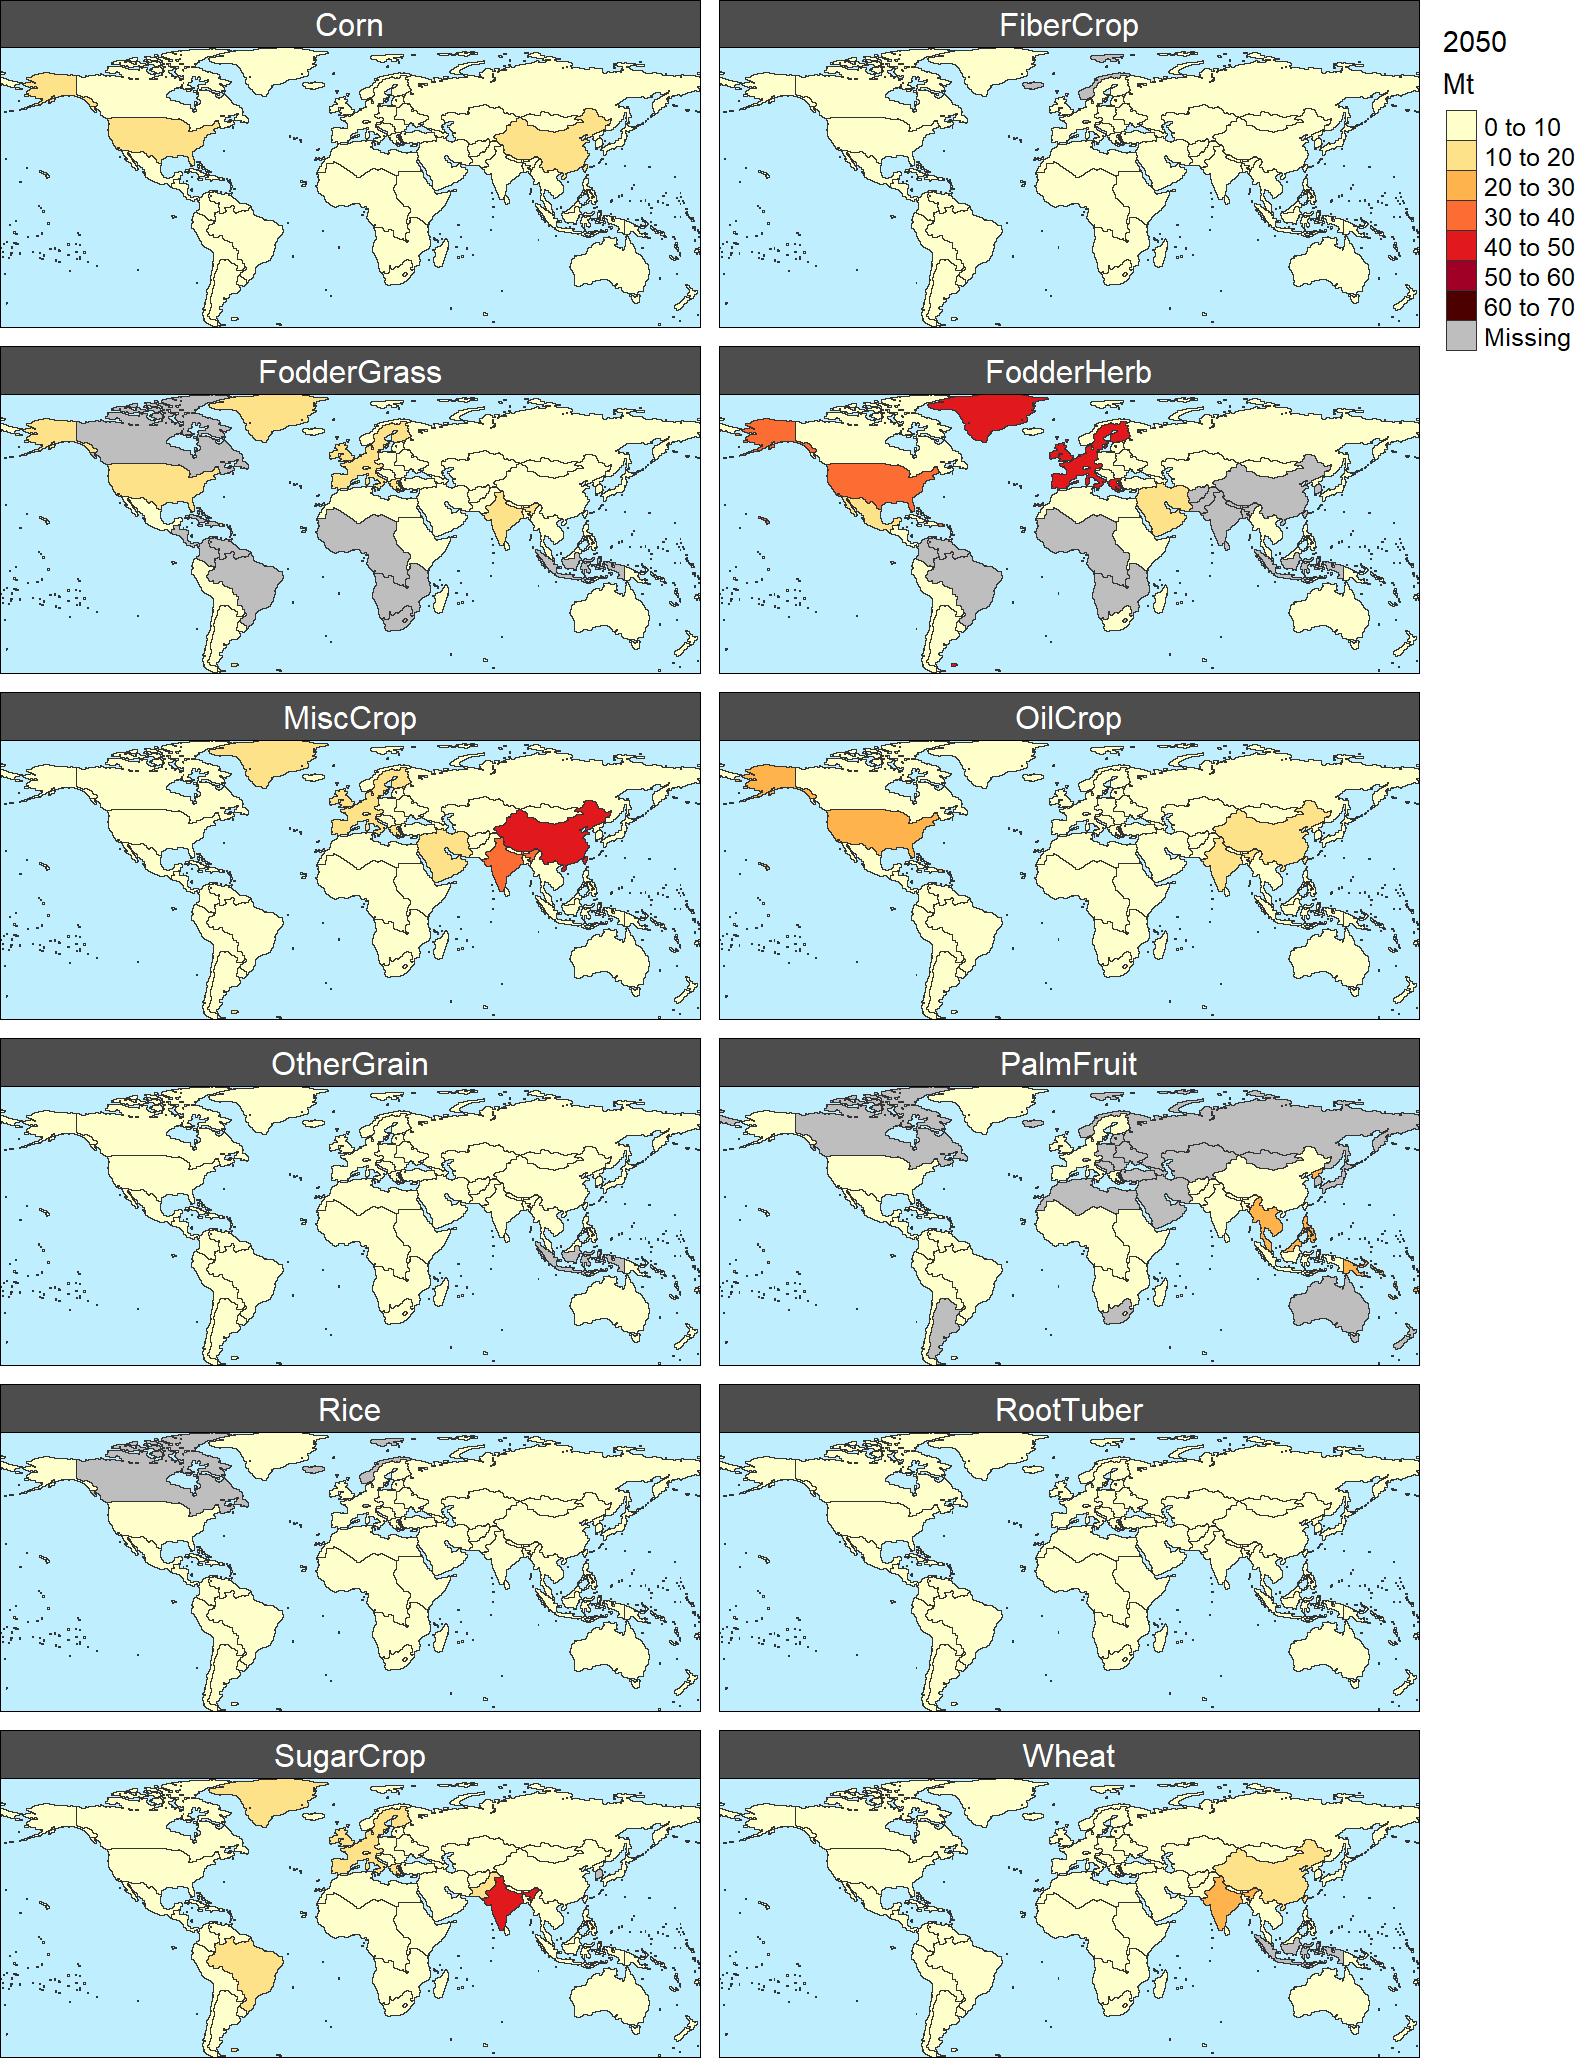 Corn
FiberCrop
2050
Mt
0 to 10
10 to 20
20 to 30
30 to 40
40 to 50
50 to 60
60 to 70
Missing
FodderGrass
FodderHerb
MiscCrop
OilCrop
OtherGrain
PalmFruit
Rice
RootTuber
SugarCrop
Wheat